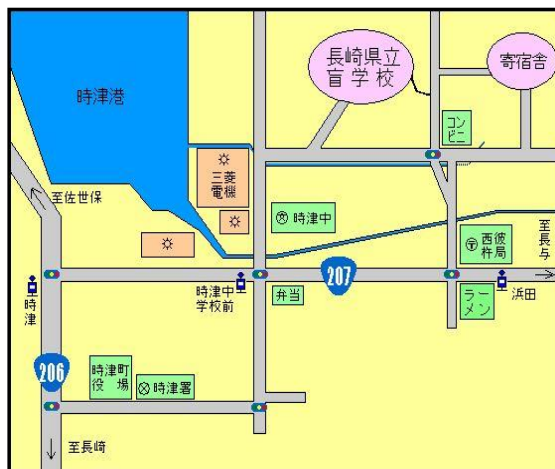 長崎県立
盲学校
寄宿舎
時津港
コン
ビニ
三菱
電機
至佐世保
時津中
西彼
杵局
至長与
時津
時津中
学校前
207
弁当
ラー
メン
浜田
206
時津町
役場
時津署
至長崎